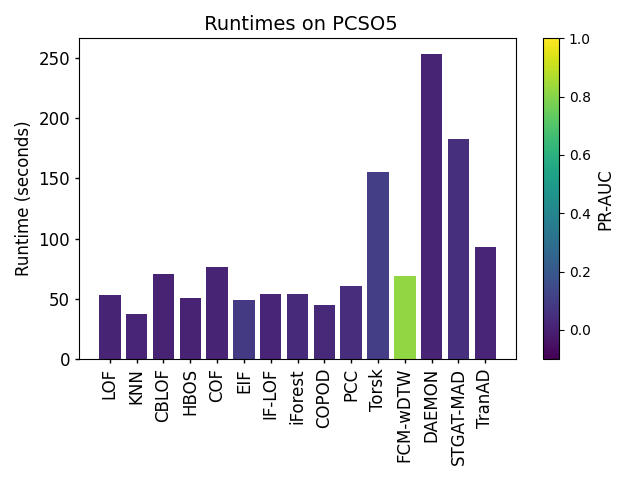 Runtimes on PCSO5
Runtime (seconds)
250
200
150
100
50
0
LOF
KNN
CBLOF
HBOS
COF
EIF
IF-LOF
iForest
COPOD
PCC
Torsk
FCM-wDTW
DAEMON
STGAT-MAD
TranAD
1.0
0.8
0.6
0.4
0.2
0.0
PR-AUC